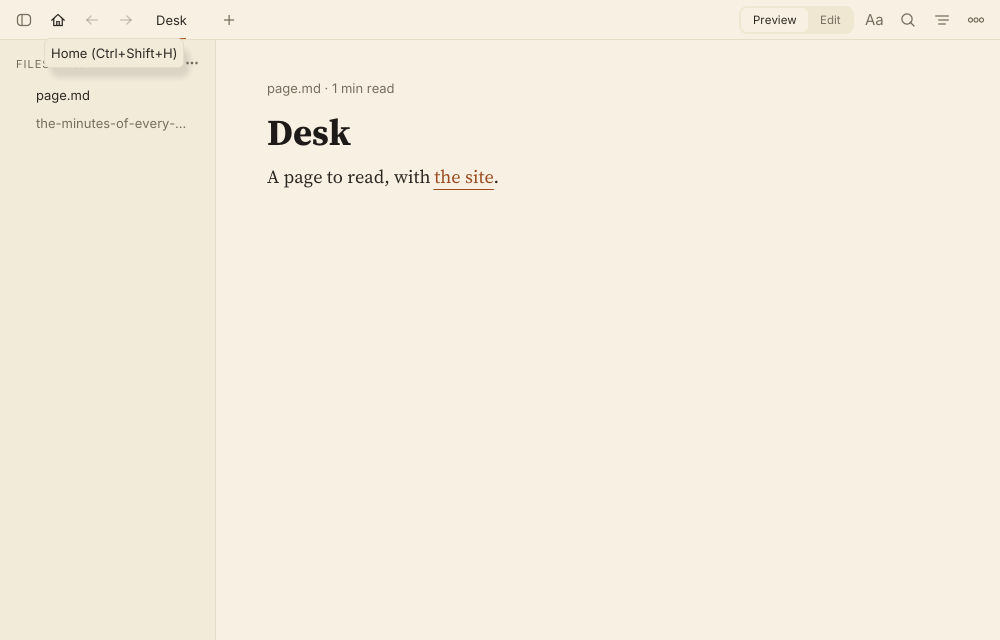 Desk
Preview
Edit
Aa
Home (Ctrl+Shift+H)
page.md
the-minutes-of-every-...
page.md · 1 min read
Desk
A page to read, with the site.